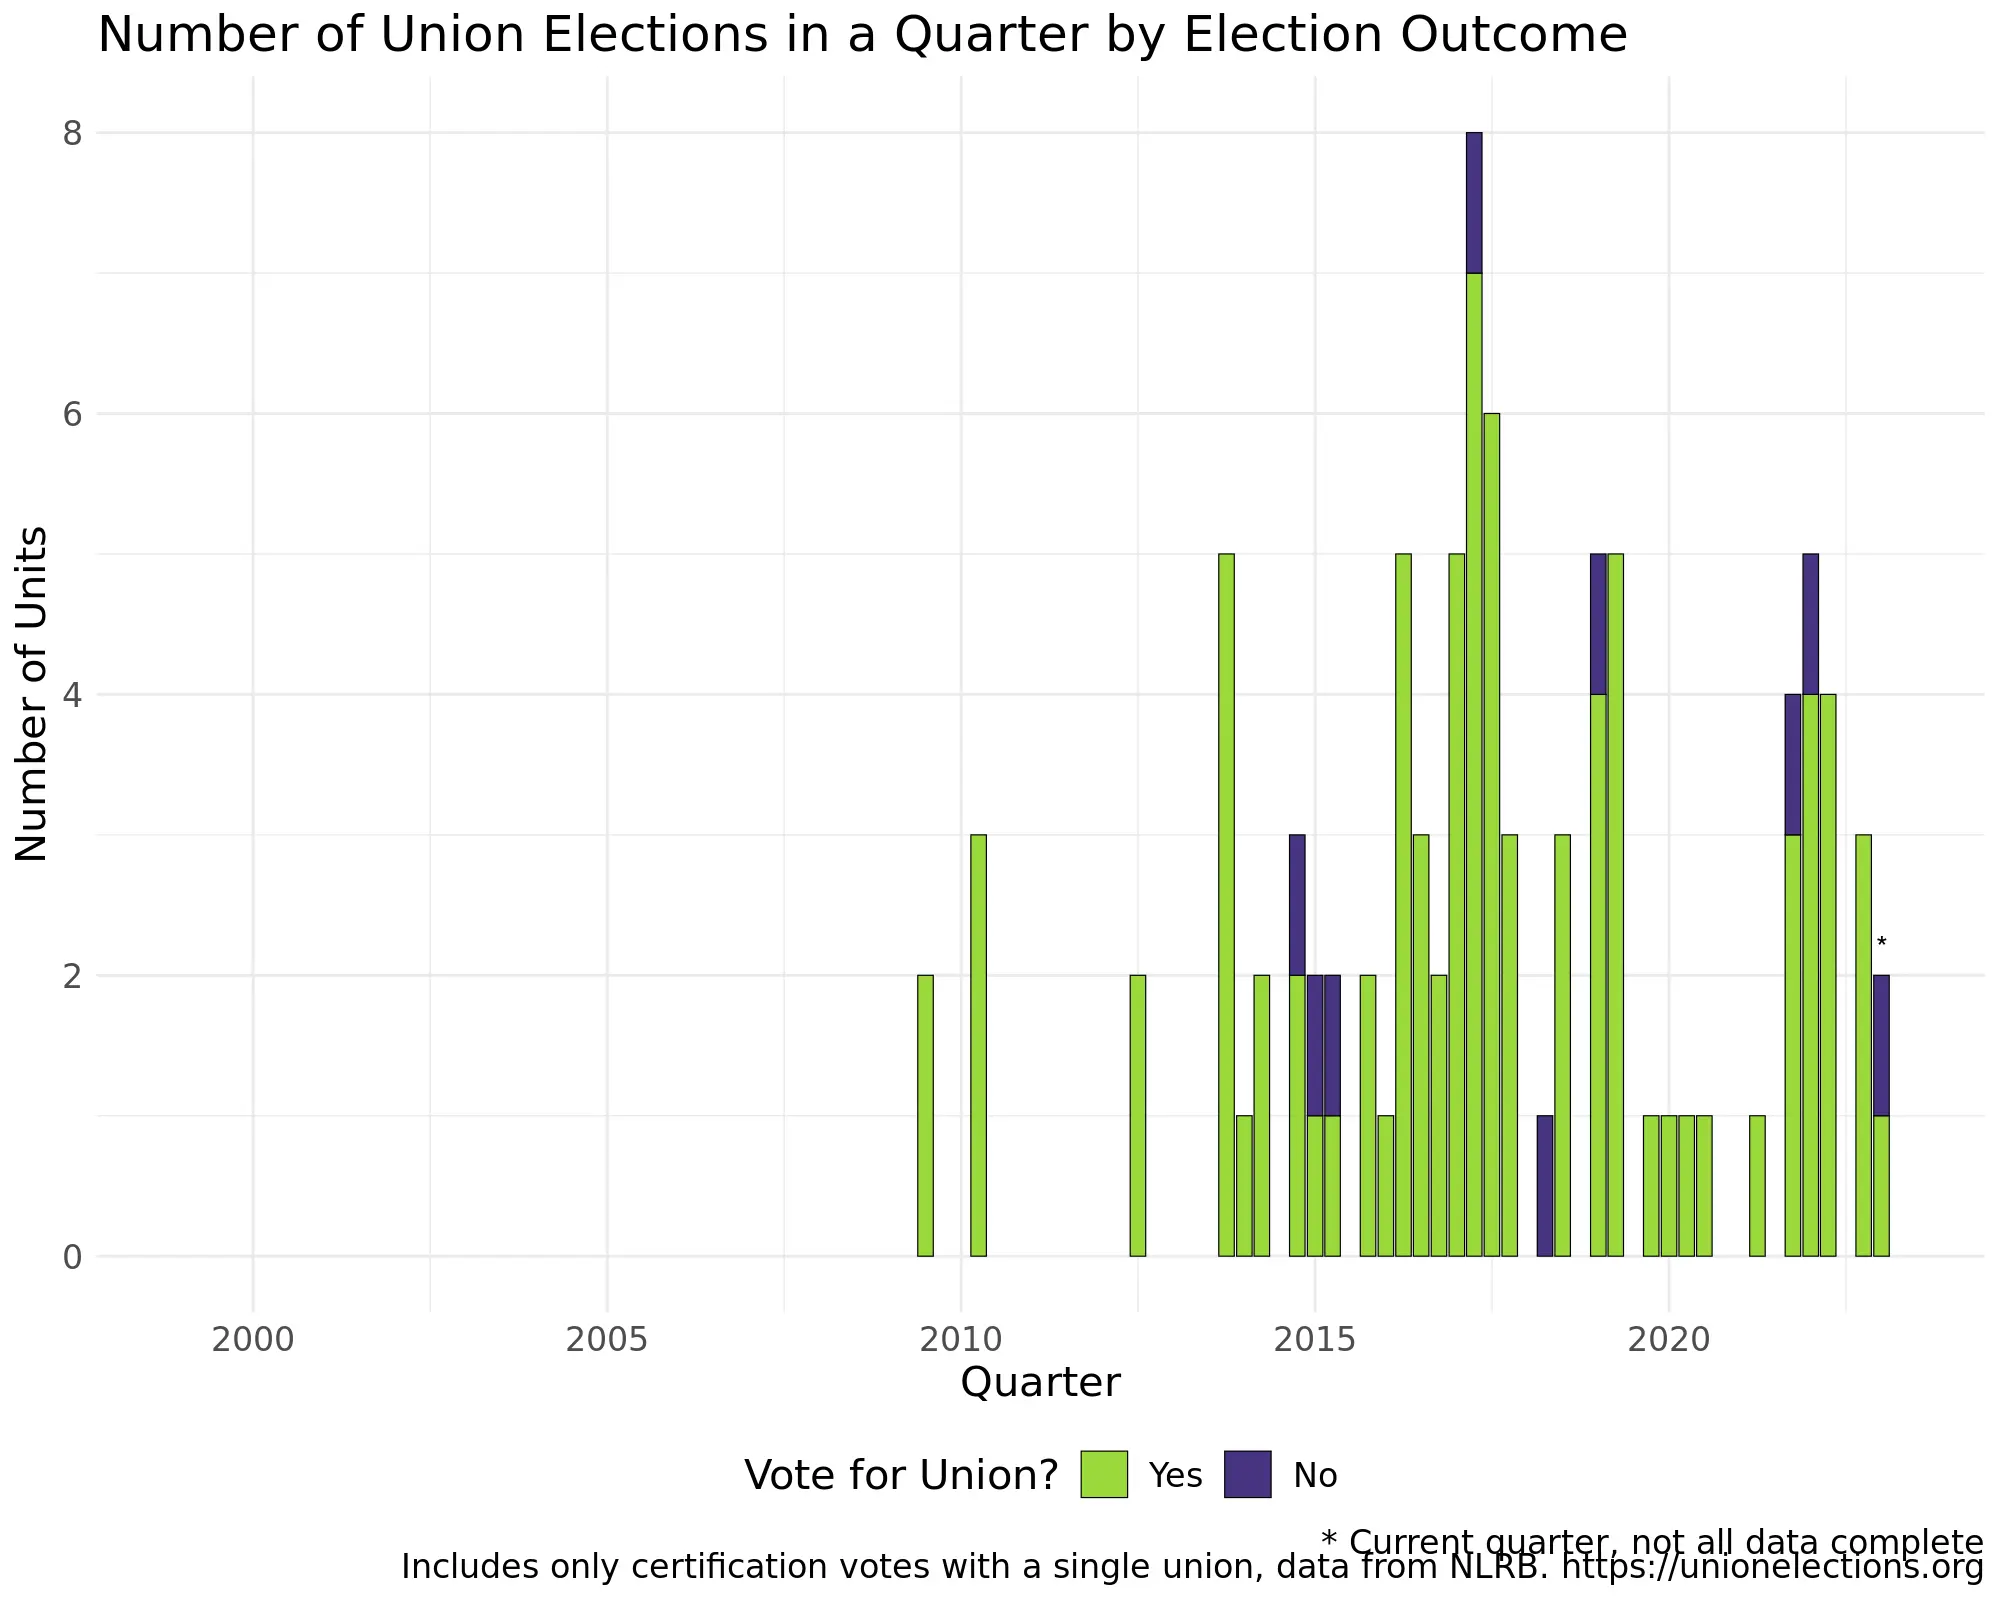 Number of Union Elections in a Quarter by Election Outcome
8
6
4
2
0
Number of Units
*
2000 2005 2010 2015 2020
Quarter
Vote for Union? Yes No
* Current quarter, not all data complete
Includes only certification votes with a single union, data from NLRB. https://unionelections.org